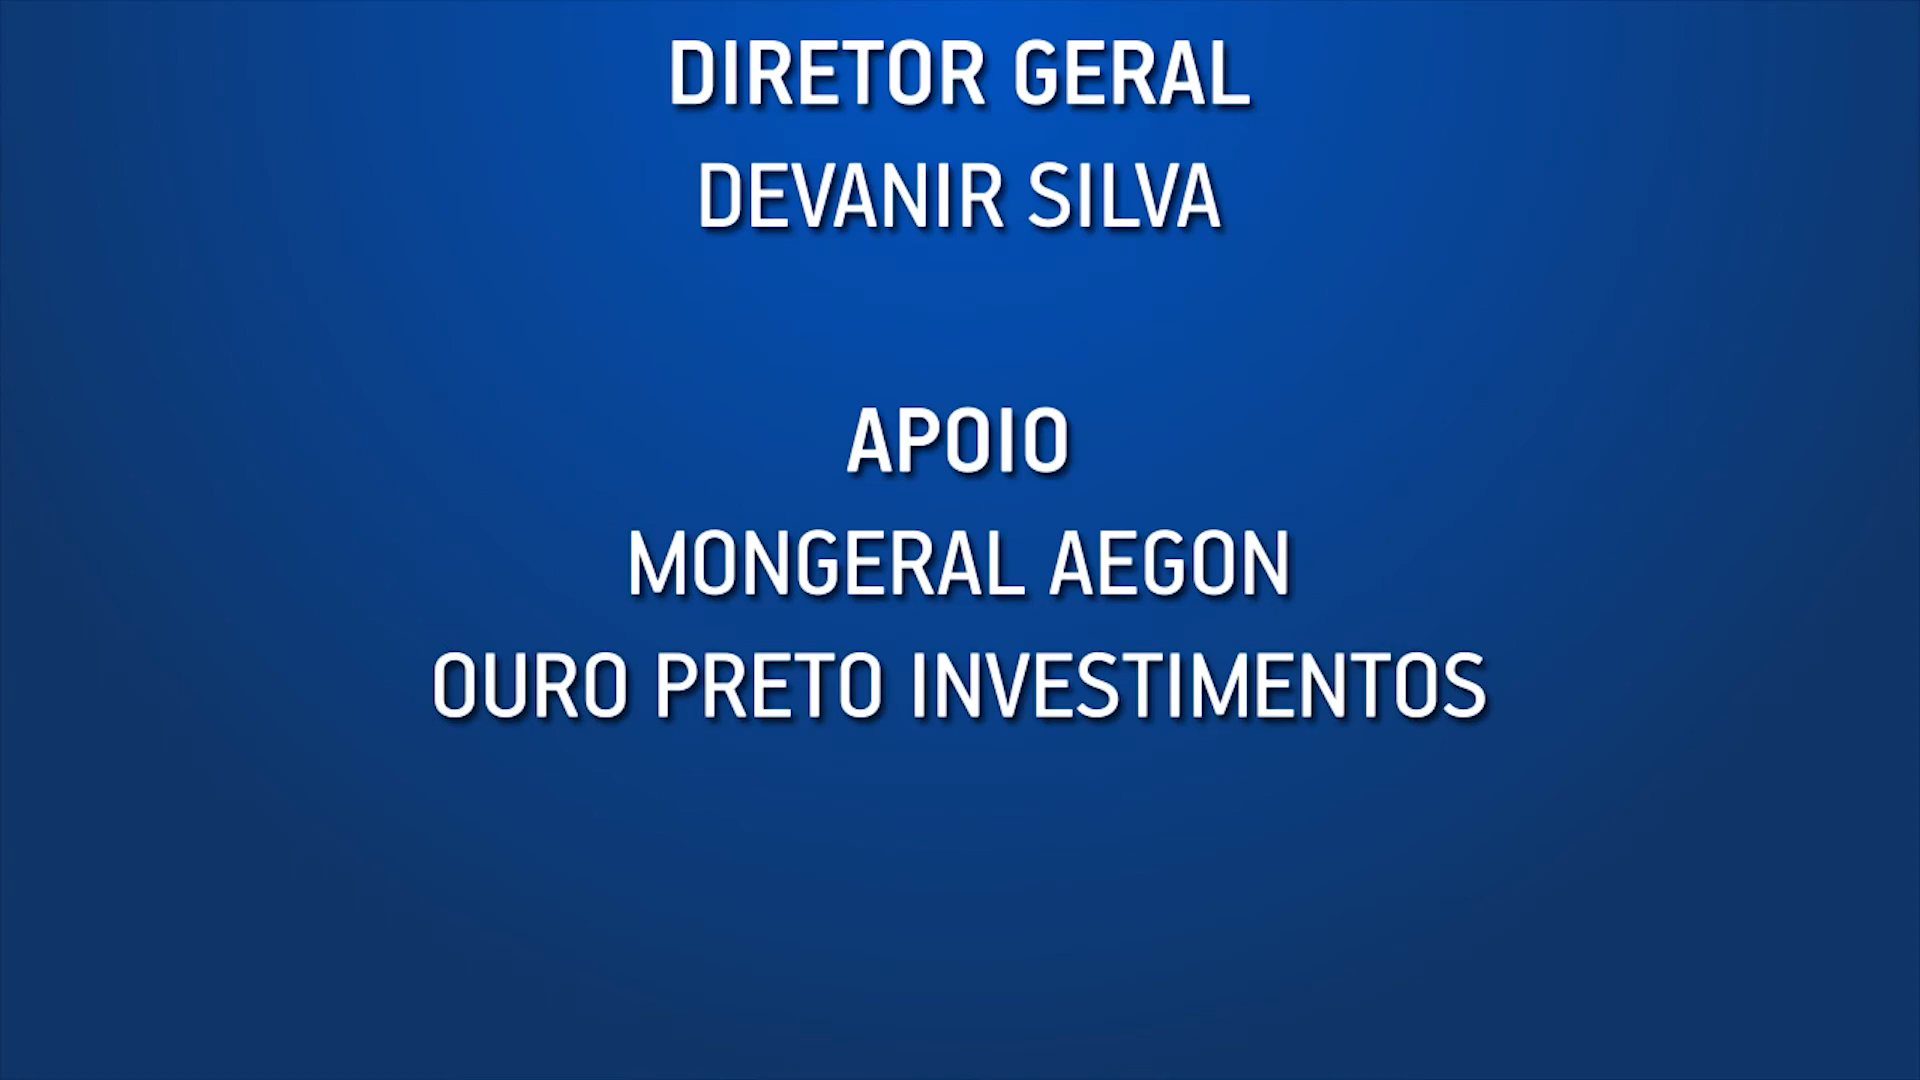 DIRETOR GERAL
DEVANIR SILVA
APOIO
MONGERAL AEGON
OURO PRETO INVESTIMENTOS